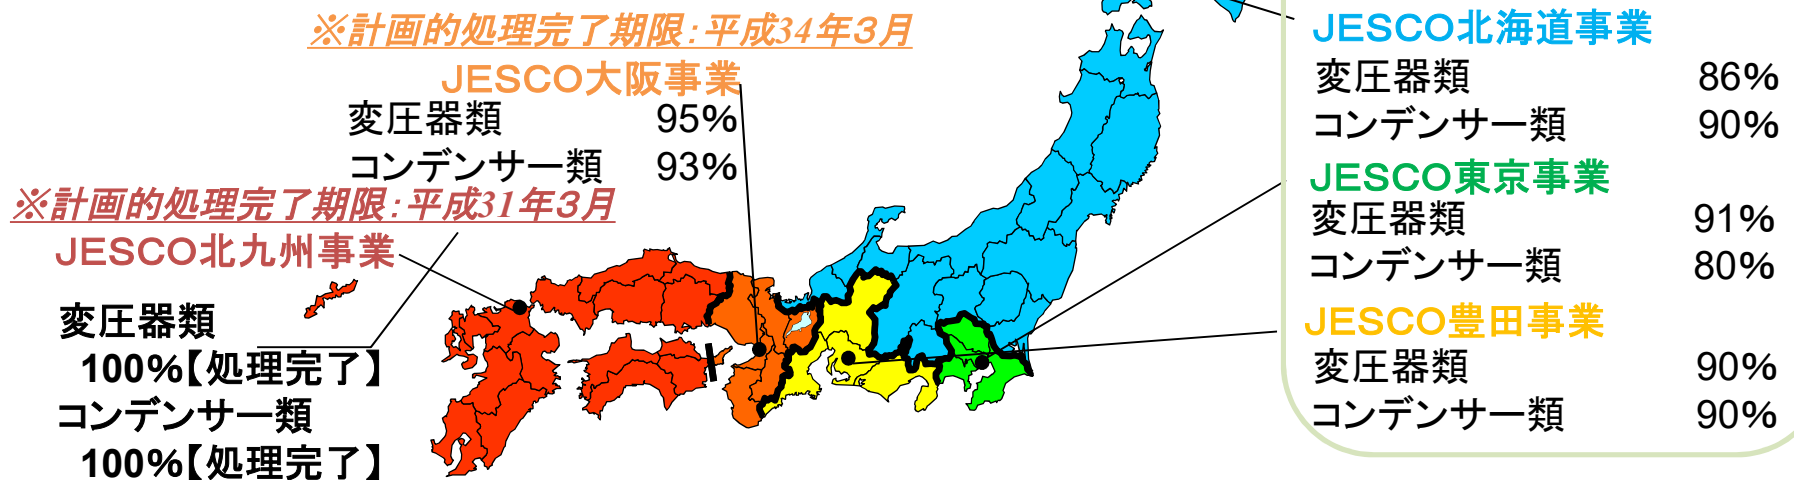 ※計画的処理完了期限：平成34年３月
JESCO大阪事業
変圧器類 95%
コンデンサー類 93%
※計画的処理完了期限：平成31年３月
JESCO北九州事業
変圧器類
100%【処理完了】
コンデンサー類
100%【処理完了】
JESCO北海道事業
変圧器類 86%
コンデンサー類 90%
JESCO東京事業
変圧器類 91%
コンデンサー類 80%
JESCO豊田事業
変圧器類 90%
コンデンサー類 90%